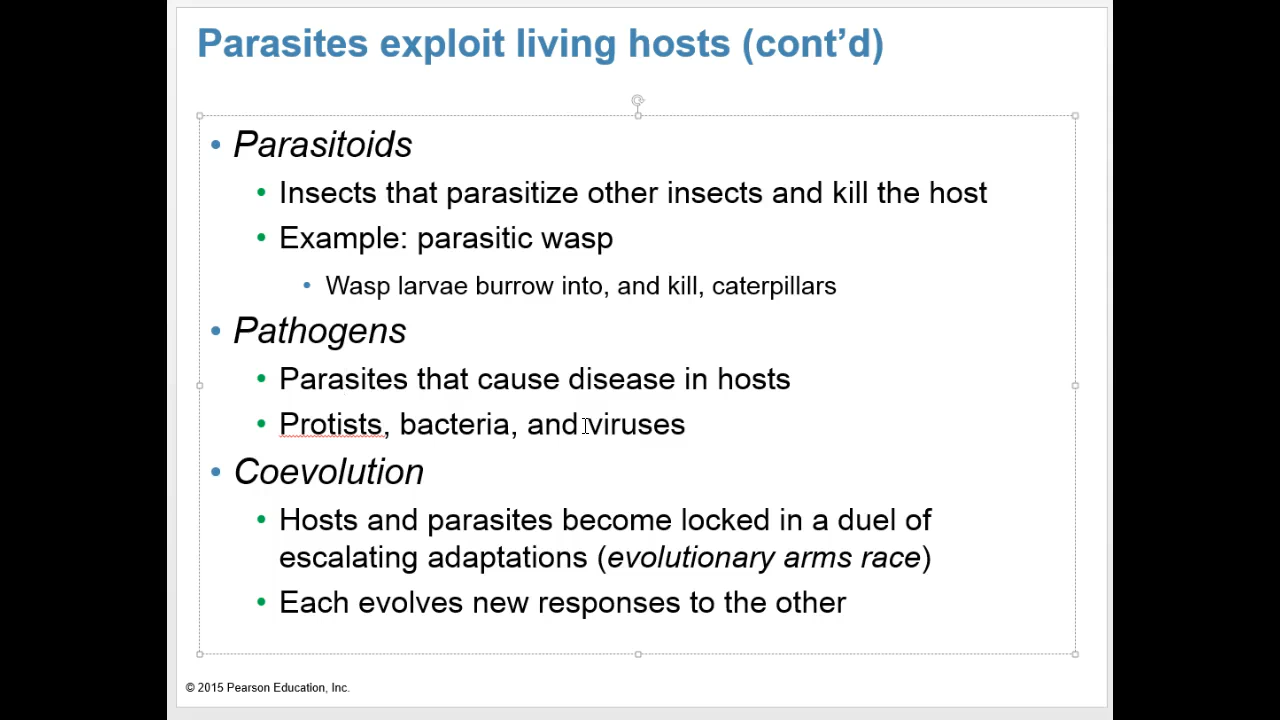 Parasites exploit living hosts (cont’d)
• Parasitoids
• Insects that parasitize other insects and kill the host
• Example: parasitic wasp
• Wasp larvae burrow into, and kill, caterpillars
• Pathogens
• Parasites that cause disease in hosts
• Protists, bacteria, and viruses
• Coevolution
• Hosts and parasites become locked in a duel of
escalating adaptations (evolutionary arms race)
• Each evolves new responses to the other
© 2015 Pearson Education, Inc.